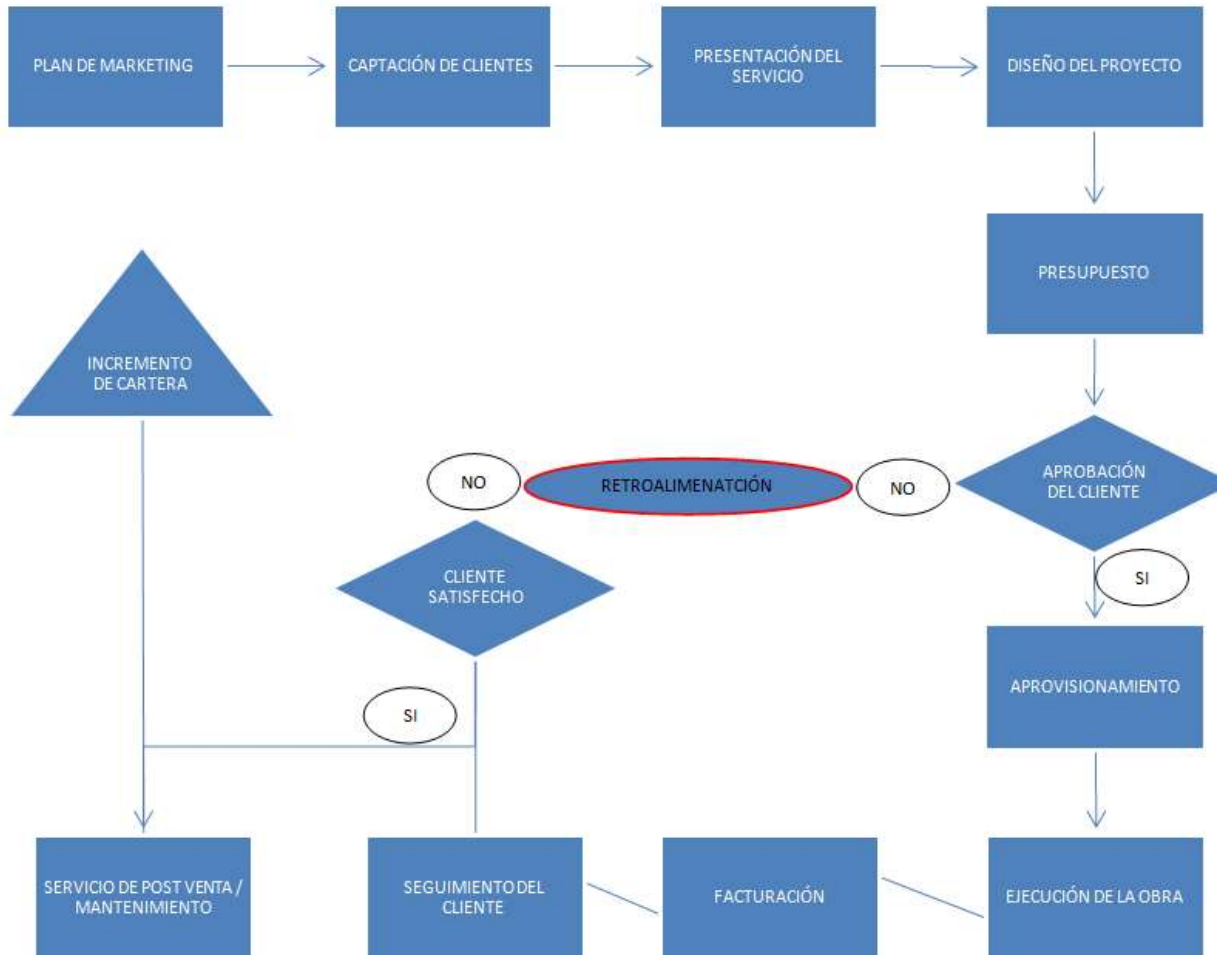 PLAN DE MARKETING
CAPTACIÓN DE CLIENTES
PRESENTACIÓN DEL
SERVICIO
DISEÑO DEL PROYECTO
PRESUPUESTO
INCREMENTO
DE CARTERA
NO
RETROALIMENATCIÓN
NO
APROBACIÓN
DEL CLIENTE
CLIENTE
SATISFECHO
SI
APROVISIONAMIENTO
SI
SERVICIO DE POST VENTA /
MANTENIMIENTO
SEGUIMIENTO DEL
CLIENTE
FACTURACIÓN
EJECUCIÓN DE LA OBRA